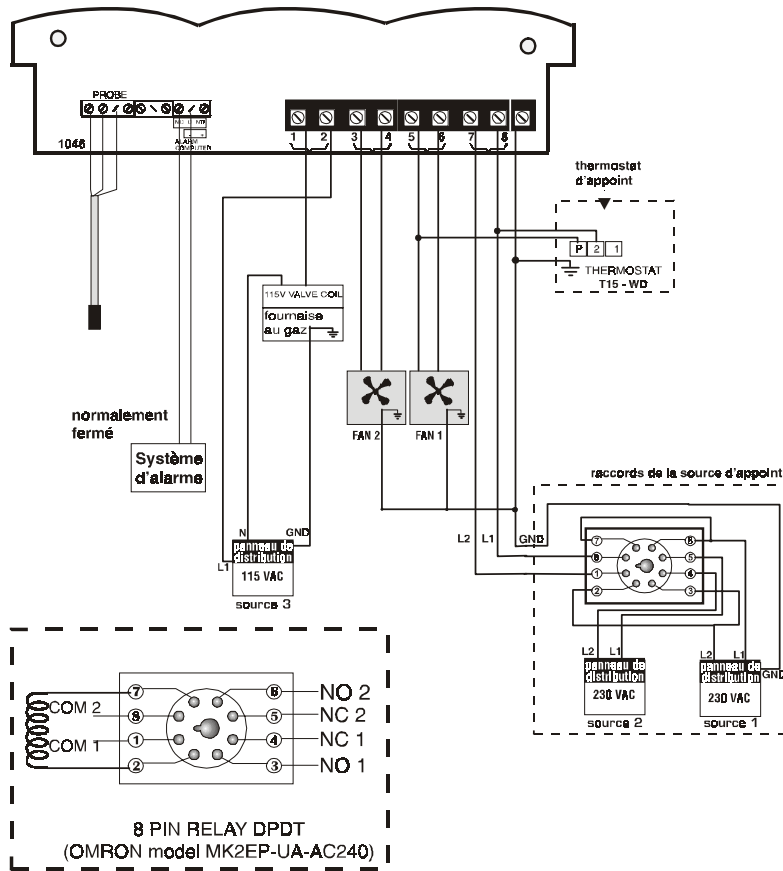 PROBE
NC C NTR
- +
ALARM
COMPUTER
1046
1 2 3 4 5 6 7 8
thermostat
d'appoint
P 2 1
THERMOSTAT
T15 - WD
115V VALVE COIL
fournaise
au gaz
FAN 2
FAN 1
normalement
fermé
Système
d'alarme
raccords de la source d'appoint
N
GND
L1
panneau de
distribution
115 VAC
source 3
L2 L1 GND
7 6
8 5
1 4
2 3
L2 L1
panneau de
distribution
230 VAC
source 2
L2 L1
GND
panneau de
distribution
230 VAC
source 1
COM 2
COM 1
7
8
1
2
6 NO 2
5 NC 2
4 NC 1
3 NO 1
8 PIN RELAY DPDT
(OMRON model MK2EP-UA-AC240)